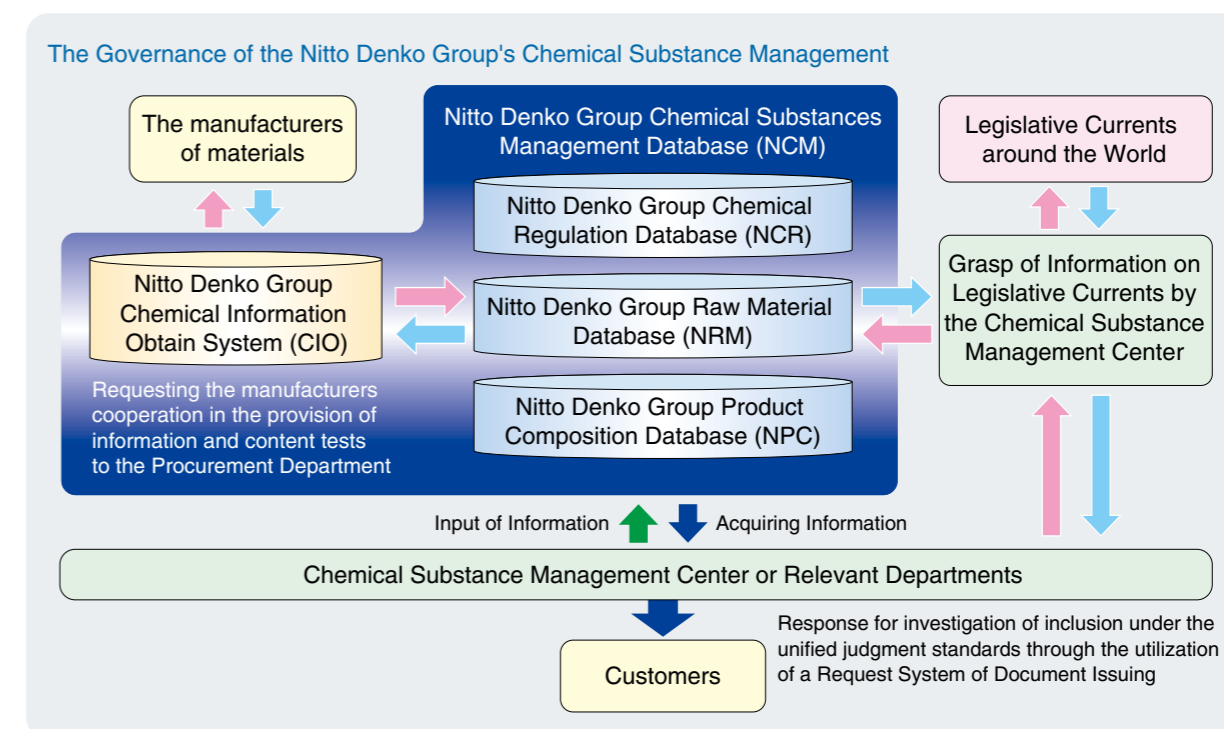 The Governance of the Nitto Denko Group's Chemical Substance Management
The manufacturers
of materials
Nitto Denko Group Chemical Substances
Management Database (NCM)
Legislative Currents
around the World
Nitto Denko Group Chemical
Regulation Database (NCR)
Nitto Denko Group
Chemical Information
Obtain System (CIO)
Nitto Denko Group Raw Material
Database (NRM)
Grasp of Information on
Legislative Currents by
the Chemical Substance
Management Center
Requesting the manufacturers
cooperation in the provision of
information and content tests
to the Procurement Department
Nitto Denko Group Product
Composition Database (NPC)
Input of Information
Acquiring Information
Chemical Substance Management Center or Relevant Departments
Customers
Response for investigation of inclusion under the
unified judgment standards through the utilization
of a Request System of Document Issuing